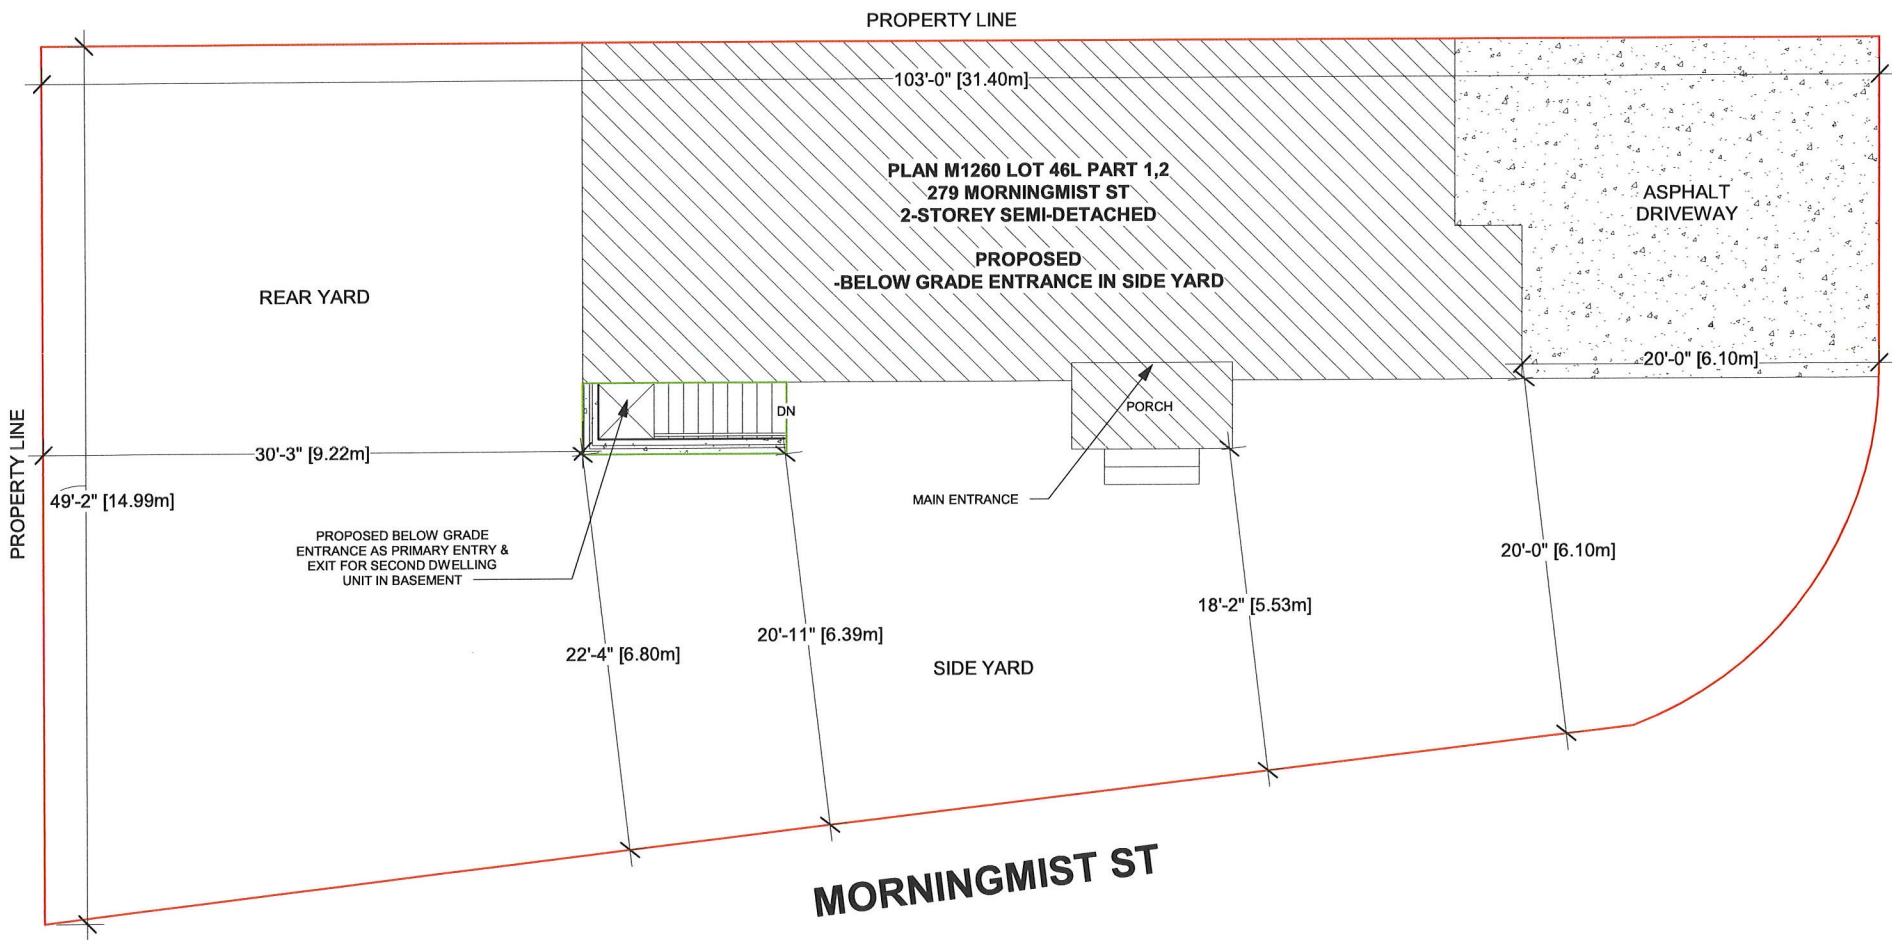 PROPERTY LINE
103'-0" [31.40m]
PLAN M1260 LOT 46L PART 1,2
279 MORNINGMIST ST
2-STOREY SEMI-DETACHED
PROPOSED
-BELOW GRADE ENTRANCE IN SIDE YARD
ASPHALT
DRIVEWAY
REAR YARD
20'-0" [6.10m]
DN
PORCH
PROPERTY LINE
30'-3" [9.22m]
49'-2" [14.99m]
MAIN ENTRANCE
PROPOSED BELOW GRADE
ENTRANCE AS PRIMARY ENTRY &
EXIT FOR SECOND DWELLING
UNIT IN BASEMENT
20'-0" [6.10m]
18'-2" [5.53m]
20'-11" [6.39m]
22'-4" [6.80m]
SIDE YARD
MORNINGMIST ST